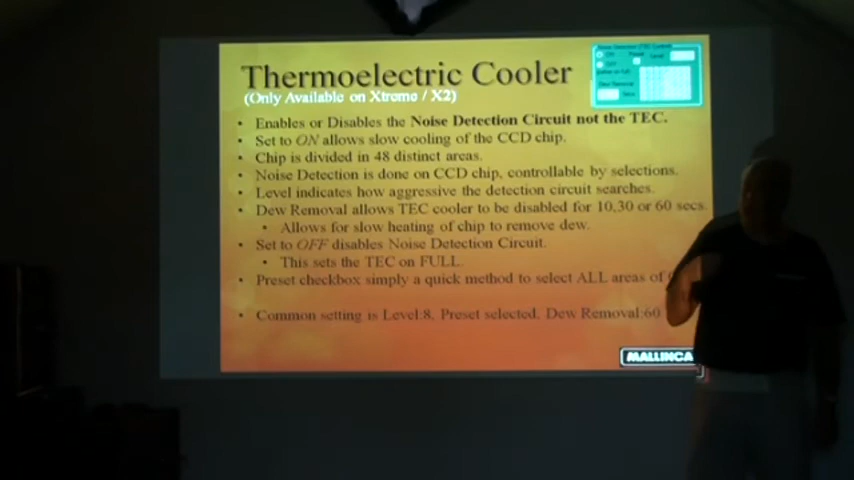 Thermoelectric Cooler
(Only Available on Xtreme / X2)
• Enables or Disables the Noise Detection Circuit not the TEC.
• Set to ON allows slow cooling of the CCD chip.
• Chip is divided in 48 distinct areas.
• Noise Detection is done on CCD chip, controllable by selections.
• Level indicates how aggressive the detection circuit searches.
• Dew Removal allows TEC cooler to be disabled for 10,30 or 60 secs.
• Allows for slow heating of chip to remove dew.
• Set to OFF disables Noise Detection Circuit.
• This sets the TEC on FULL.
• Preset checkbox simply a quick method to select ALL areas of
• Common setting is Level:8, Preset selected, Dew Removal:60
MALLINCA